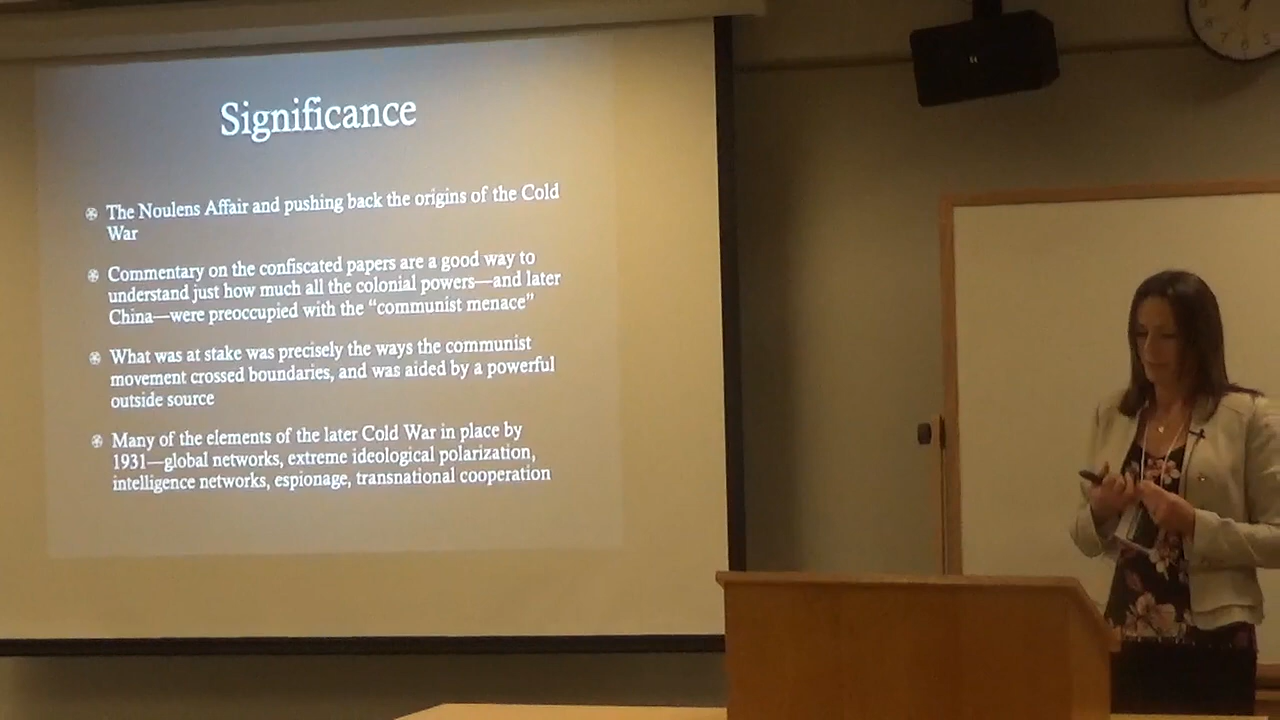 Significance
The Noulens Affair and pushing back the origins of the Cold
War
Commentary on the confiscated papers are a good way to
understand just how much all the colonial powers—and later
China—were preoccupied with the “communist menace”
What was at stake was precisely the ways the communist
movement crossed boundaries, and was aided by a powerful
outside source
Many of the elements of the later Cold War in place by
1931—global networks, extreme ideological polarization,
intelligence networks, espionage, transnational cooperation
7 6 5